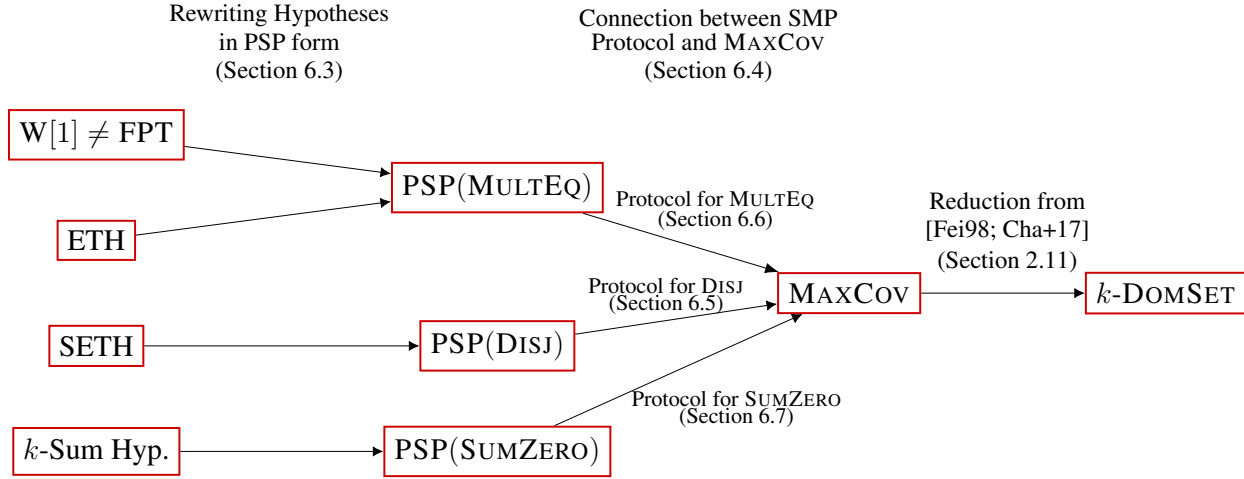 Rewriting Hypotheses
in PSP form
(Section 6.3)
Connection between SMP
Protocol and MAXCOV
(Section 6.4)
W[1] ≠ FPT
PSP(MULTEQ)
Protocol for MULTEQ
(Section 6.6)
Reduction from
[Fei98; Cha+17]
(Section 2.11)
ETH
MAXCOV
k-DOMSET
Protocol for DISJ
(Section 6.5)
SETH
PSP(DISJ)
Protocol for SUMZERO
(Section 6.7)
k-Sum Hyp.
PSP(SUMZERO)